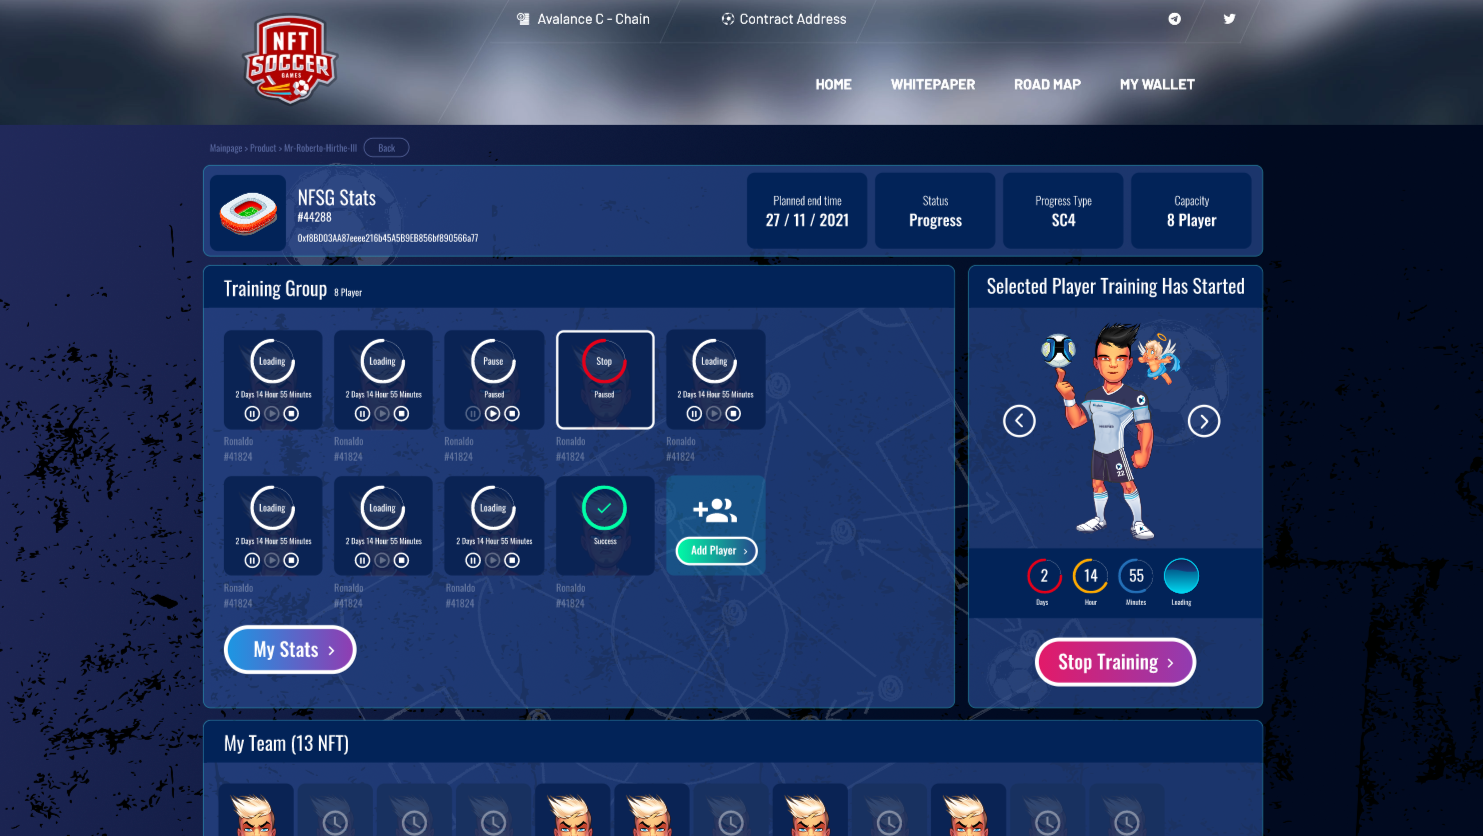 Avalance C - Chain
Contract Address
NFT
SOCCER
GAMES
HOME
WHITEPAPER
ROAD MAP
MY WALLET
Mainpage > Product > Mr-Roberto-Hirthe-III
Back
NFSG Stats
#44288
0xf8BD03AA87eeee216b45A5B9EB856bf890566a77
Planned end time
27 / 11 / 2021
Status
Progress
Progress Type
SC4
Capacity
8 Player
Training Group 8 Player
Loading
2 Days 14 Hour 55 Minutes
Ronaldo
#41824
Loading
2 Days 14 Hour 55 Minutes
Ronaldo
#41824
Pause
Paused
Ronaldo
#41824
Stop
Paused
Ronaldo
#41824
Loading
2 Days 14 Hour 55 Minutes
Ronaldo
#41824
Loading
2 Days 14 Hour 55 Minutes
Ronaldo
#41824
Loading
2 Days 14 Hour 55 Minutes
Ronaldo
#41824
Loading
2 Days 14 Hour 55 Minutes
Ronaldo
#41824
Success
Ronaldo
#41824
Add Player
My Stats
Selected Player Training Has Started
22
2
Days
14
Hour
55
Minutes
Loading
Stop Training
My Team (13 NFT)